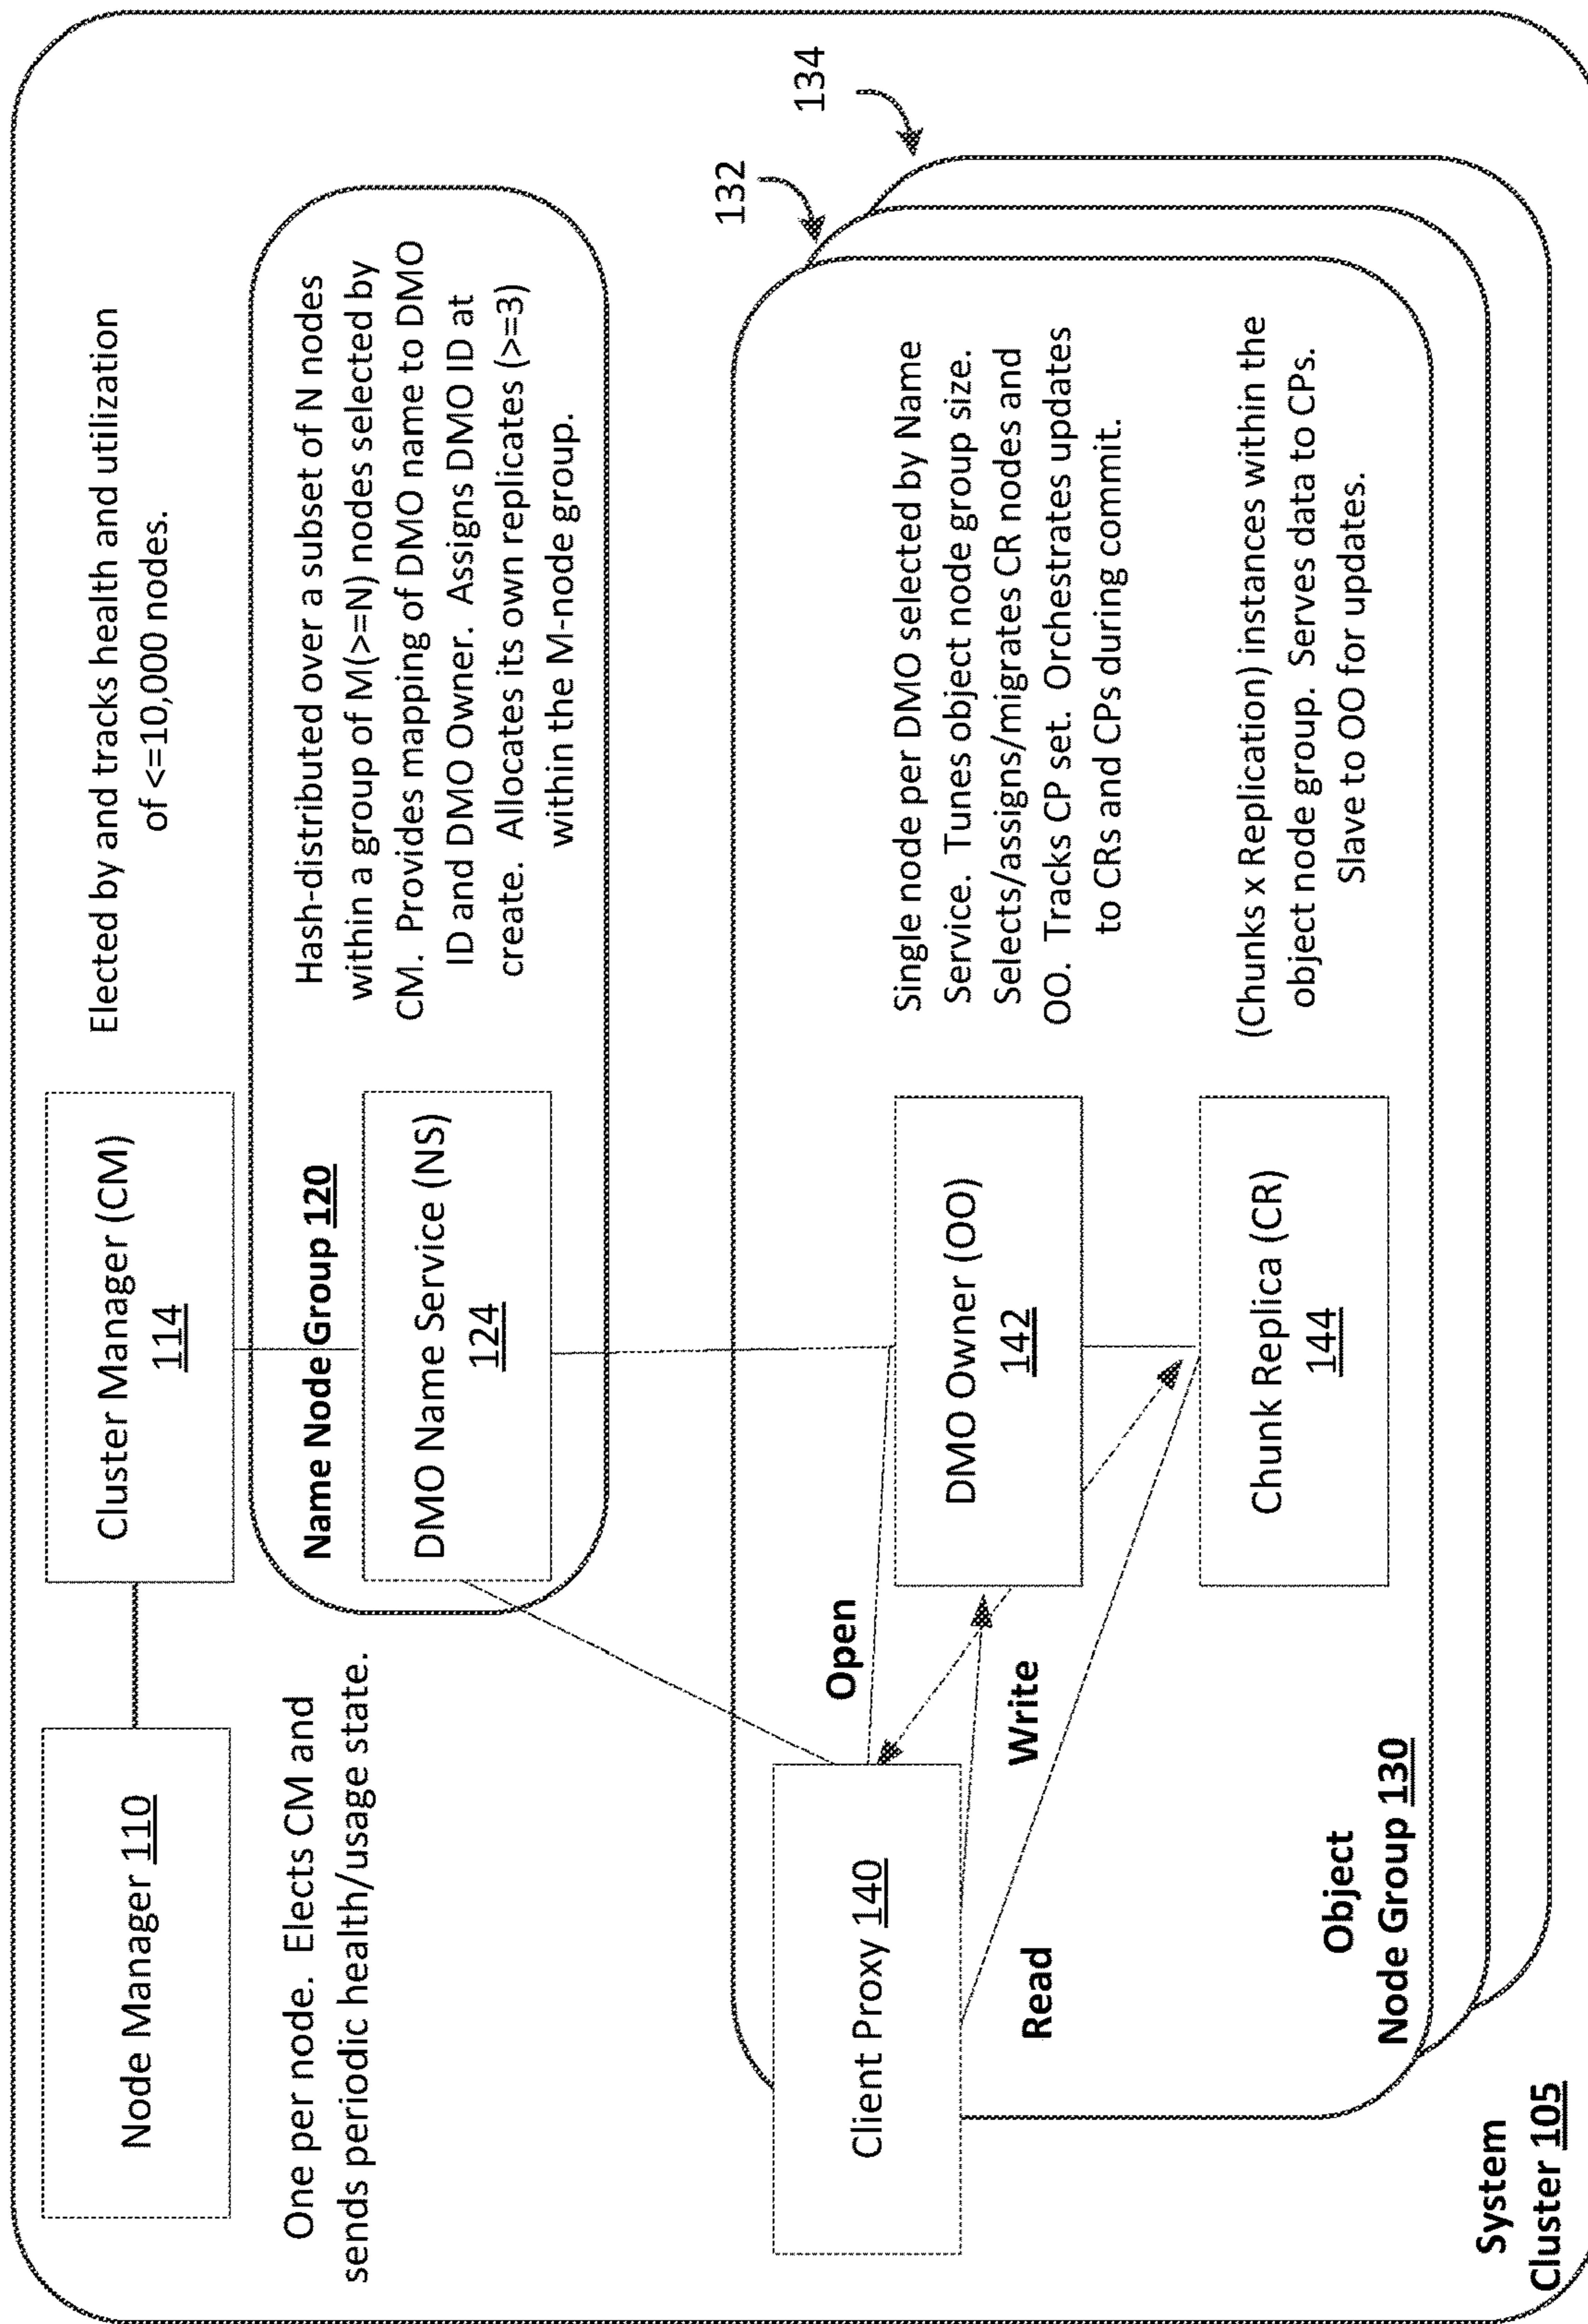 Node Manager 110
Cluster Manager (CM)
114
Elected by and tracks health and utilization
of <=10,000 nodes.
One per node. Elects CM and
sends periodic health/usage state.
Name Node Group 120
DMO Name Service (NS)
124
Hash-distributed over a subset of N nodes
within a group of M(>=N) nodes selected by
CM. Provides mapping of DMO name to DMO
ID and DMO Owner. Assigns DMO ID at
create. Allocates its own replicates (>=3)
within the M-node group.
132
134
Client Proxy 140
Open
Write
Read
DMO Owner (OO)
142
Single node per DMO selected by Name
Service. Tunes object node group size.
Selects/assigns/migrates CR nodes and
OO. Tracks CP set. Orchestrates updates
to CRs and CPs during commit.
Chunk Replica (CR)
144
(Chunks x Replication) instances within the
object node group. Serves data to CPs.
Slave to OO for updates.
Object
Node Group 130
System
Cluster 105